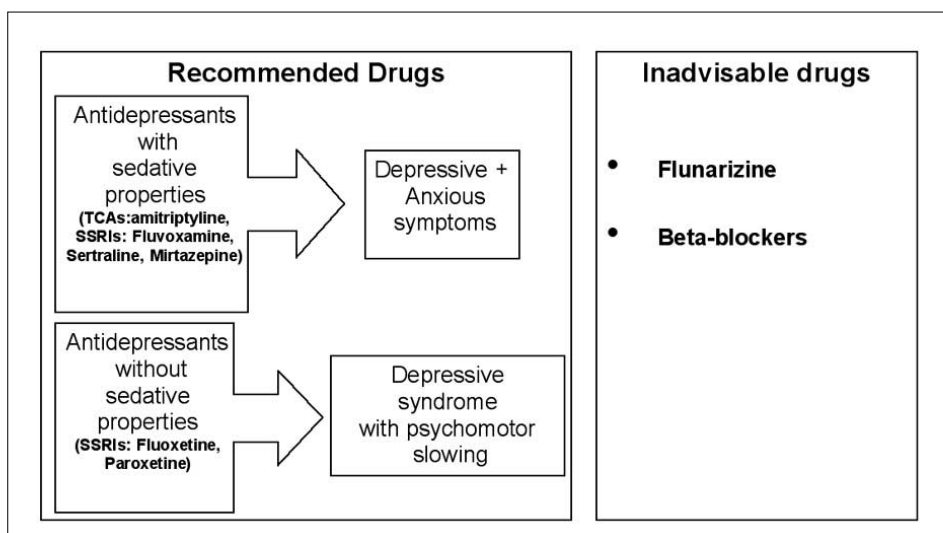 Recommended Drugs
Antidepressants
with
sedative
properties
(TCAs:amitriptyline,
SSRIs: Fluvoxamine,
Sertraline, Mirtazepine)
Depressive +
Anxious
symptoms
Antidepressants
without
sedative
properties
(SSRIs: Fluoxetine,
Paroxetine)
Depressive
syndrome
with psychomotor
slowing
Inadvisable drugs
• Flunarizine
• Beta-blockers